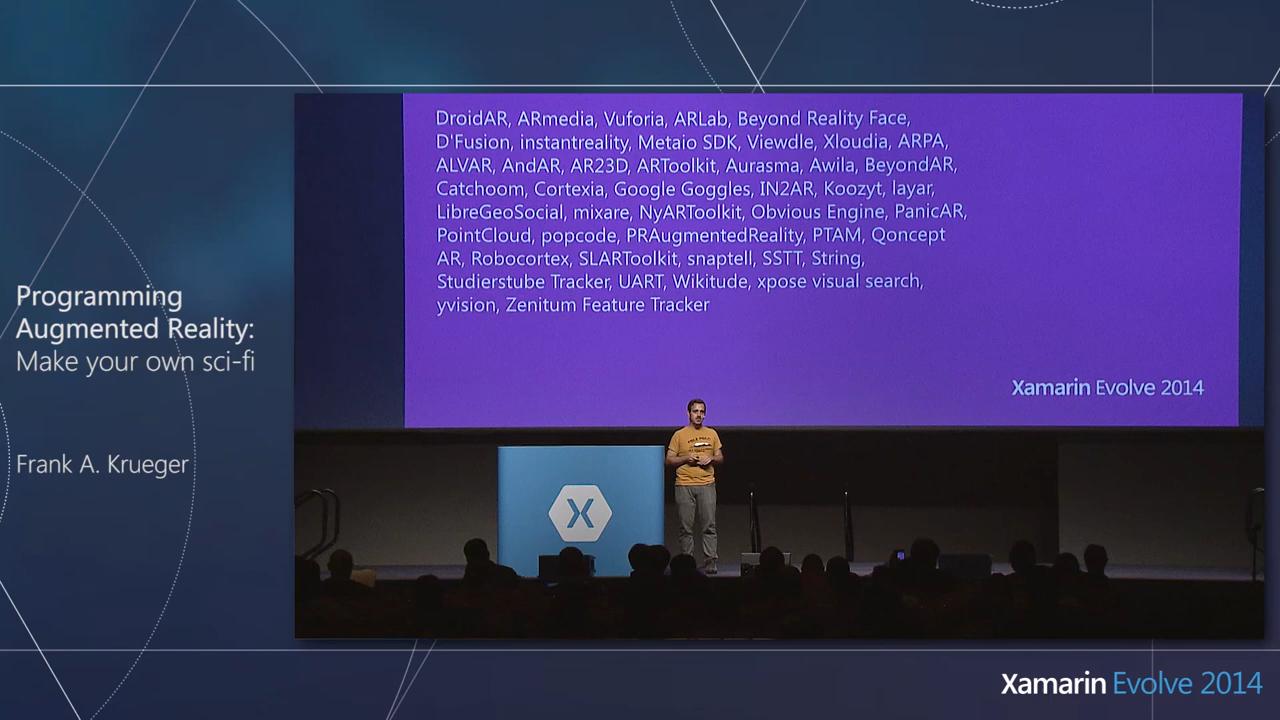 DroidAR, ARmedia, Vuforia, ARLab, Beyond Reality Face,
D'Fusion, instantreality, Metaio SDK, Viewdle, Xloudia, ARPA,
ALVAR, AndAR, AR23D, ARToolkit, Aurasma, Awila, BeyondAR,
Catchoom, Cortexia, Google Goggles, IN2AR, Koozyt, layar,
LibreGeoSocial, mixare, NyARToolkit, Obvious Engine, PanicAR,
PointCloud, popcode, PRAugmentedReality, PTAM, Qoncept
AR, Robocortex, SLARToolkit, snaptell, SSTT, String,
Studierstube Tracker, UART, Wikitude, xpose visual search,
yvision, Zenitum Feature Tracker
Xamarin Evolve 2014
Programming
Augmented Reality:
Make your own sci-fi
Frank A. Krueger
X
Xamarin Evolve 2014